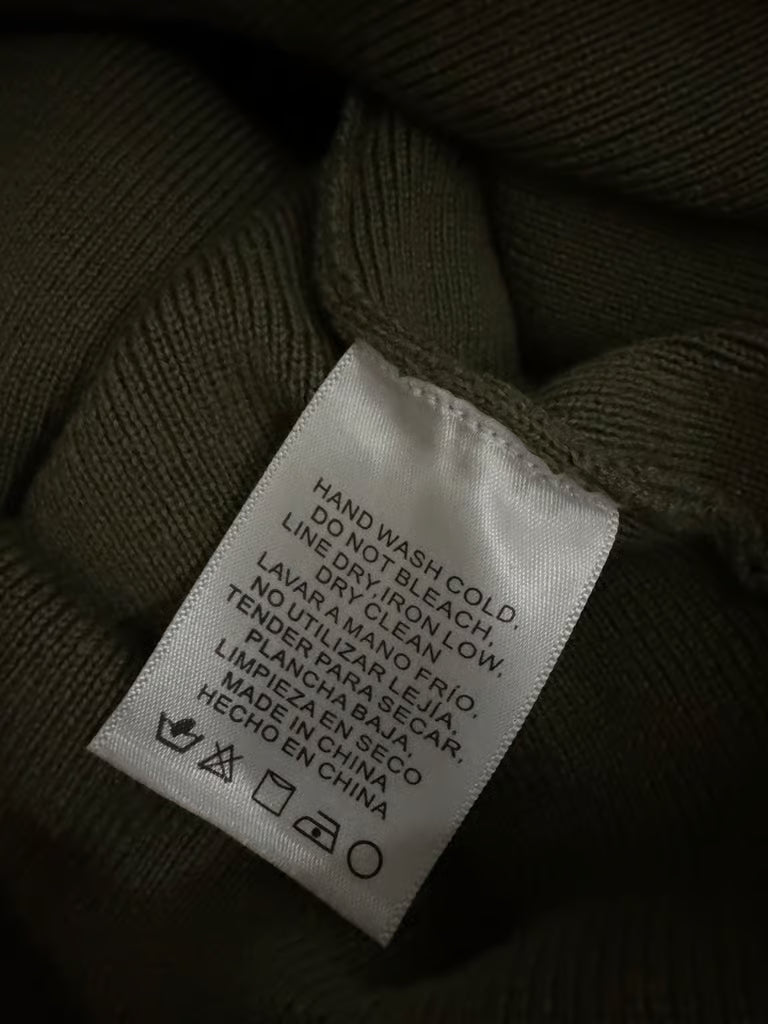 HAND WASH COLD,
DO NOT BLEACH,
LINE DRY, IRON LOW,
DRY CLEAN
LAVAR A MANO FRÍO,
NO UTILIZAR LEJÍA,
TENDER PARA SECAR,
PLANCHA BAJA,
LIMPIEZA EN SECO
MADE IN CHINA
HECHO EN CHINA